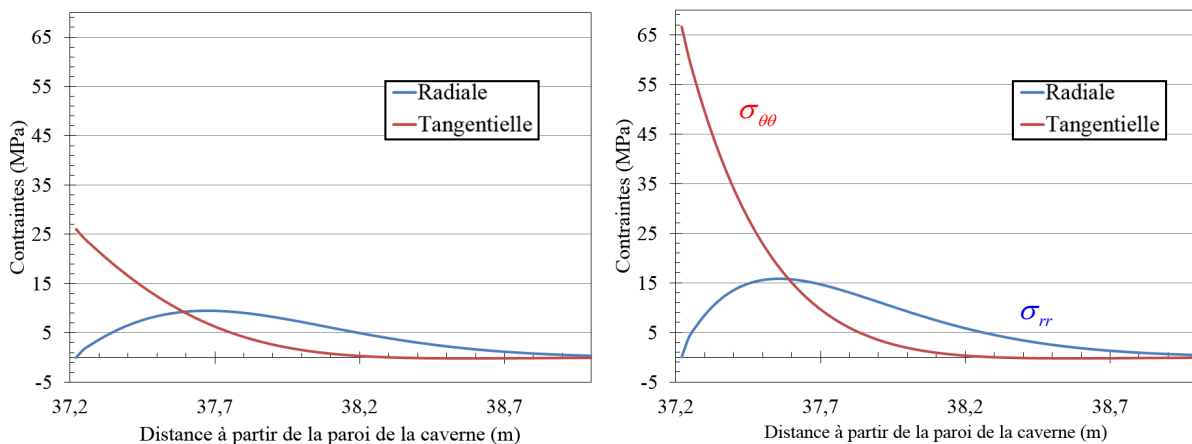 65
55
45
35
25
15
5
-5
Contraintes (MPa)
Radiale
Tangentielle
37,2
37,7
38,2
38,7
Distance à partir de la paroi de la caverne (m)
65
55
45
35
25
15
5
-5
Contraintes (MPa)
σθθ
Radiale
Tangentielle
σrr
37,2
37,7
38,2
38,7
Distance à partir de la paroi de la caverne (m)